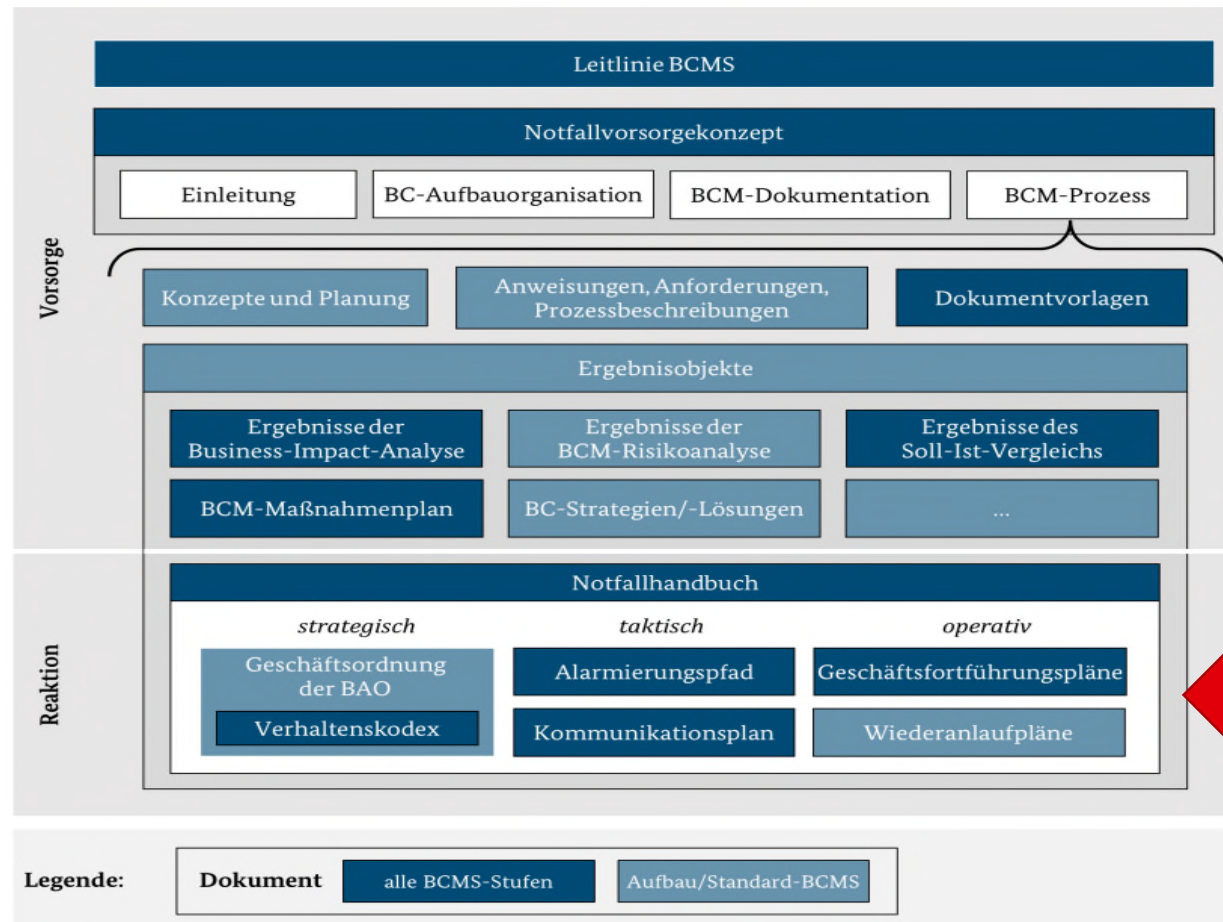 Leitlinie BCMS
Notfallvorsorgekonzept
Einleitung
BC-Aufbauorganisation
BCM-Dokumentation
BCM-Prozess
Vorsorge
Konzepte und Planung
Anweisungen, Anforderungen,
Prozessbeschreibungen
Dokumentvorlagen
Ergebnisobjekte
Ergebnisse der
Business-Impact-Analyse
Ergebnisse der
BCM-Risikoanalyse
Ergebnisse des
Soll-Ist-Vergleichs
BCM-Maßnahmenplan
BC-Strategien/-Lösungen
...
Reaktion
Notfallhandbuch
strategisch
taktisch
operativ
Geschäftsordnung
der BAO
Verhaltenskodex
Alarmierungspfad
Geschäftsfortführungspläne
Kommunikationsplan
Wiederanlaufpläne
Legende:
Dokument
alle BCMS-Stufen
Aufbau/Standard-BCMS